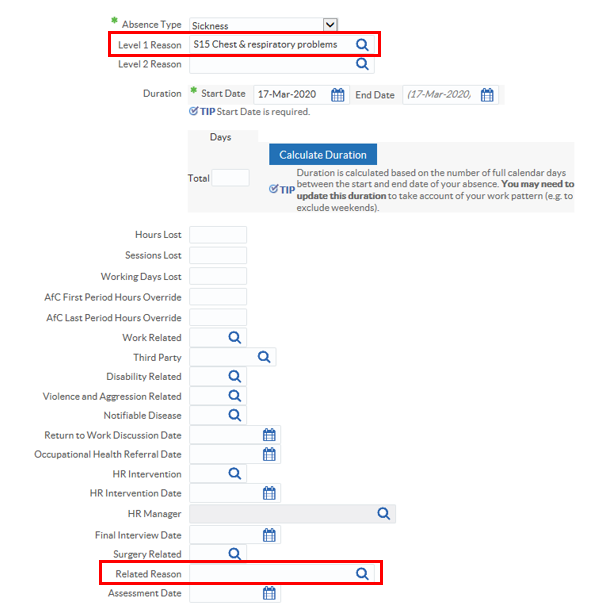 * Absence Type Sickness
Level 1 Reason S15 Chest & respiratory problems
Level 2 Reason
Duration * Start Date 17-Mar-2020 End Date (17-Mar-2020,
TIP Start Date is required.
Days
Calculate Duration
Total
TIP Duration is calculated based on the number of full calendar days
between the start and end date of your absence. You may need to
update this duration to take account of your work pattern (e.g. to
exclude weekends).
Hours Lost
Sessions Lost
Working Days Lost
AfC First Period Hours Override
AfC Last Period Hours Override
Work Related
Third Party
Disability Related
Violence and Aggression Related
Notifiable Disease
Return to Work Discussion Date
Occupational Health Referral Date
HR Intervention
HR Intervention Date
HR Manager
Final Interview Date
Surgery Related
Related Reason
Assessment Date